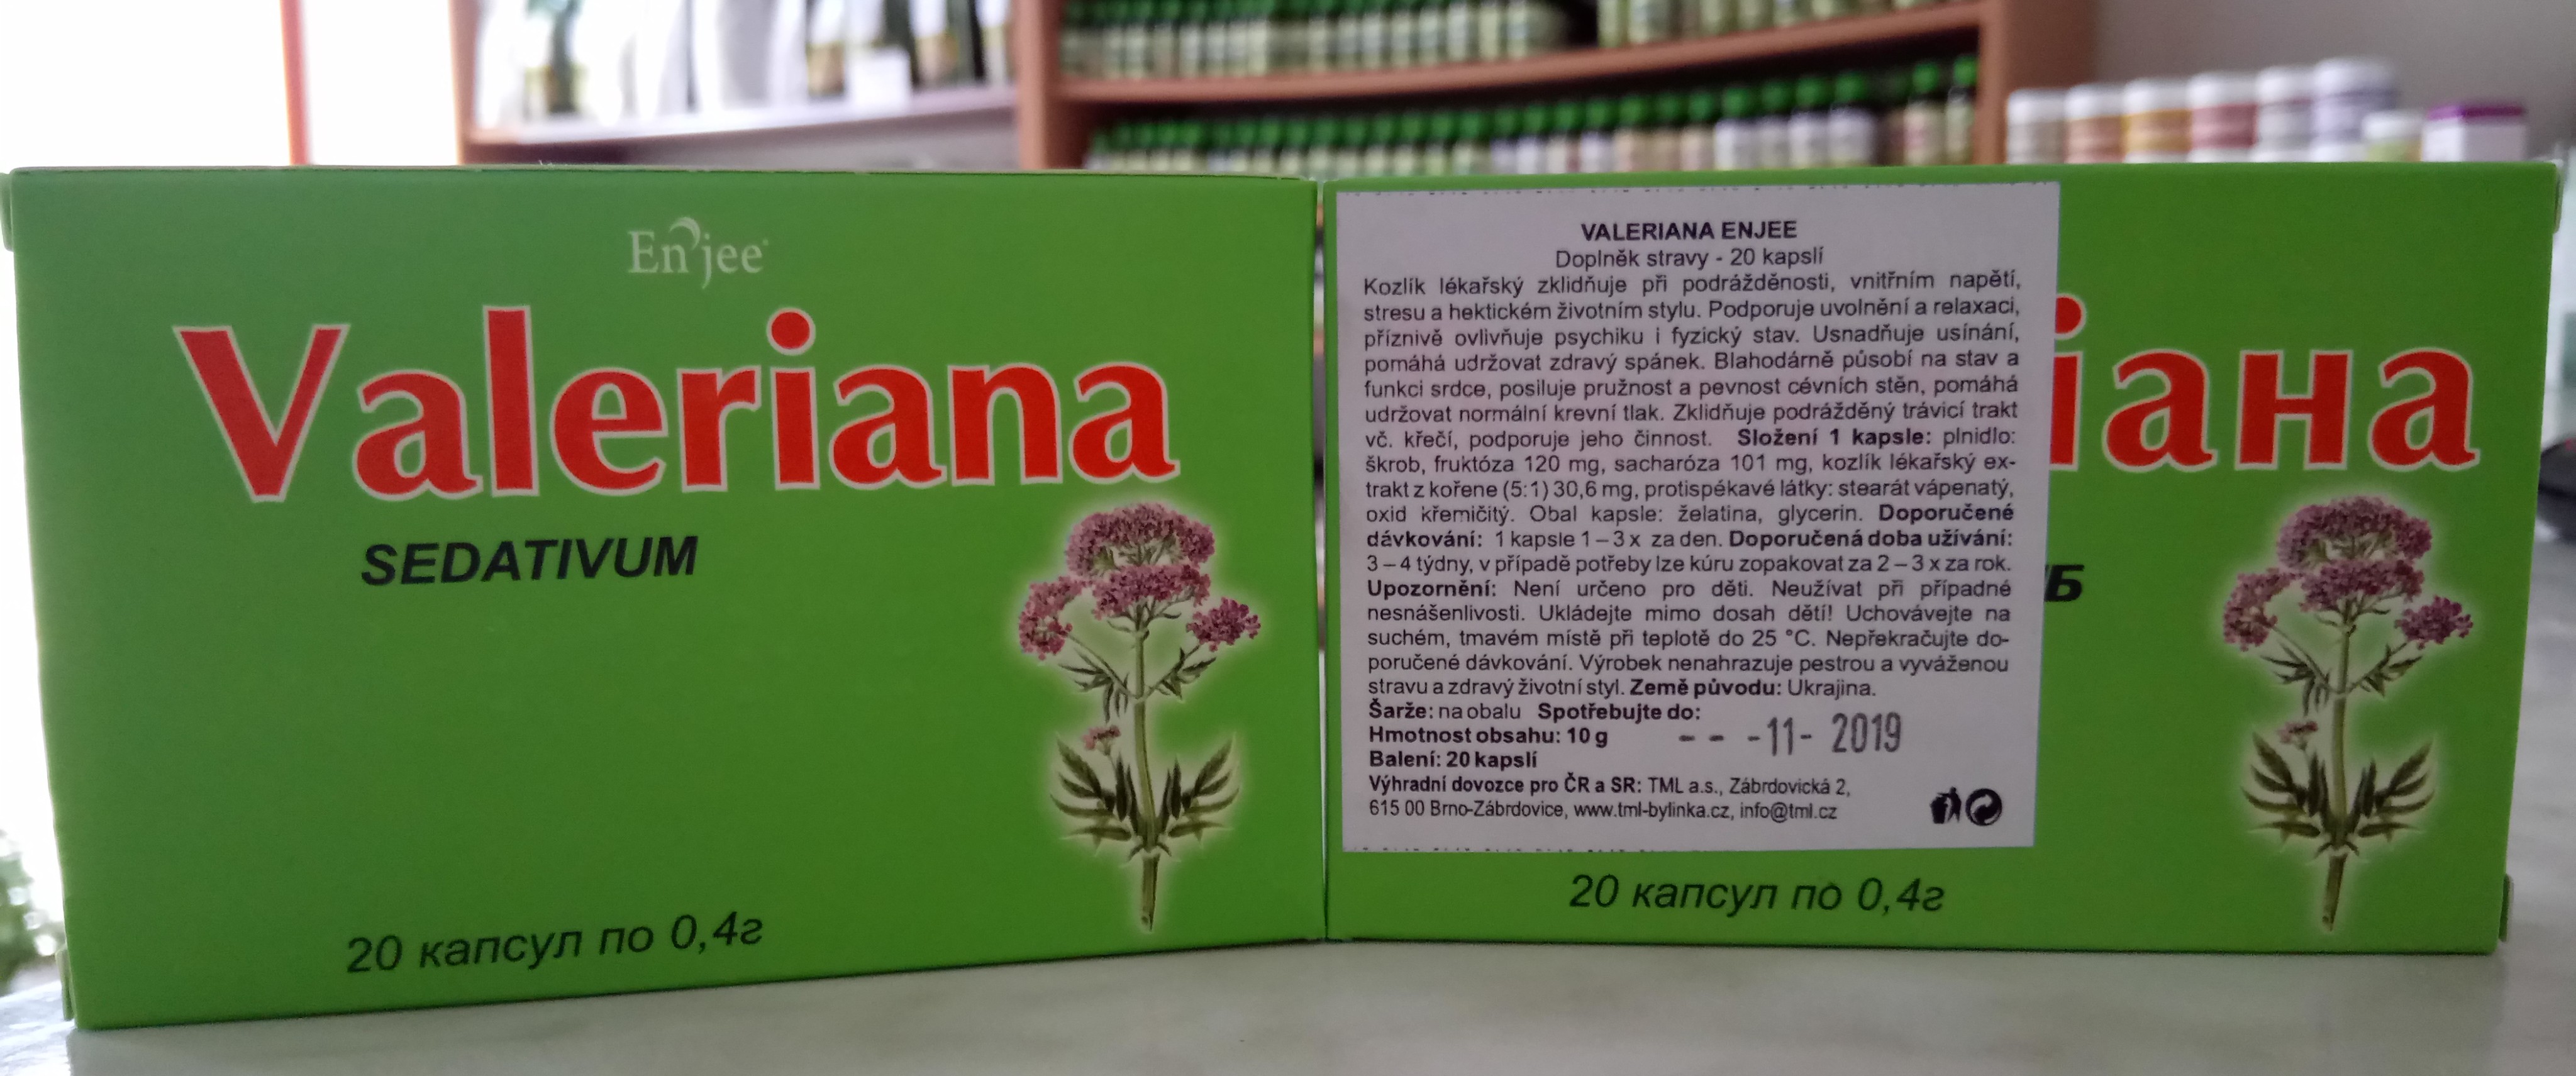 Enjee
Valeriana
SEDATIVUM
20 капсул по 0,4г
VALERIANA ENJEE
Doplněk stravy - 20 kapslí
Kozlík lékařský zklidňuje při podrážděnosti, vnitřním napětí,
stresu a hektickém životním stylu. Podporuje uvolnění a relaxaci,
příznivě ovlivňuje psychiku i fyzický stav. Usnadňuje usínání,
pomáhá udržovat zdravý spánek. Blahodárně působí na stav a
funkci srdce, posiluje pružnost a pevnost cévních stěn, pomáhá
udržovat normální krevní tlak. Zklidňuje podrážděný trávicí trakt
vč. křečí, podporuje jeho činnost. Složení 1 kapsle: plnidlo:
škrob, fruktóza 120 mg, sacharóza 101 mg, kozlík lékařský ex-
trakt z kořene (5:1) 30,6 mg, protispékavé látky: stearát vápenatý,
oxid křemičitý. Obal kapsle: želatina, glycerin. Doporučené
dávkování: 1 kapsle 1 – 3 x za den. Doporučená doba užívání:
3 – 4 týdny, v případě potřeby lze kúru zopakovat za 2 – 3 x za rok.
Upozornění: Není určeno pro děti. Neužívat při případné
nesnášenlivosti. Ukládejte mimo dosah dětí! Uchovávejte na
suchém, tmavém místě při teplotě do 25 °C. Nepřekračujte do-
poručené dávkování. Výrobek nenahrazuje pestrou a vyváženou
stravu a zdravý životní styl. Země původu: Ukrajina.
Šarže: na obalu Spotřebujte do:
Hmotnost obsahu: 10 g - - -11- 2019
Balení: 20 kapslí
Výhradní dovozce pro ČR a SR: TML a.s., Zábrdovická 2,
615 00 Brno-Zábrdovice, www.tml-bylinka.cz, info@tml.cz
іана
Б
20 капсул по 0,4г